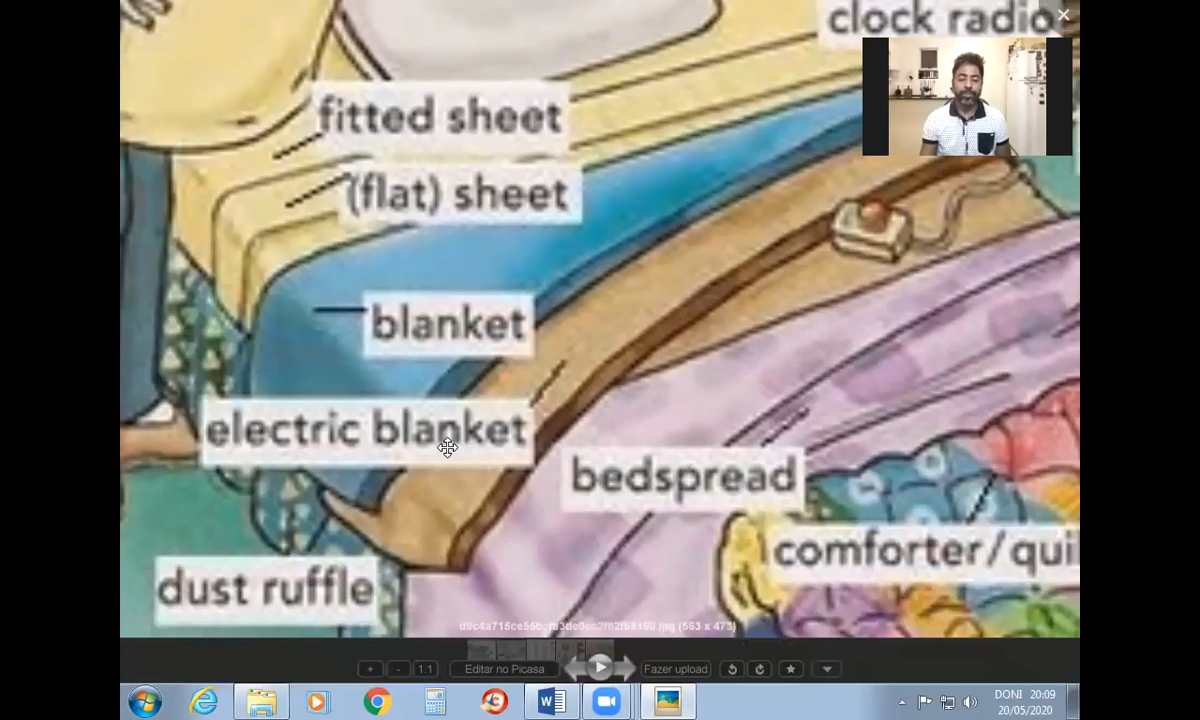 clock radio
fitted sheet
(flat) sheet
blanket
electric blanket
bedspread
comforter/qui
dust ruffle
+ - 1:1 Editar no Picasa Fazer upload
DONI 20:09
20/05/2020